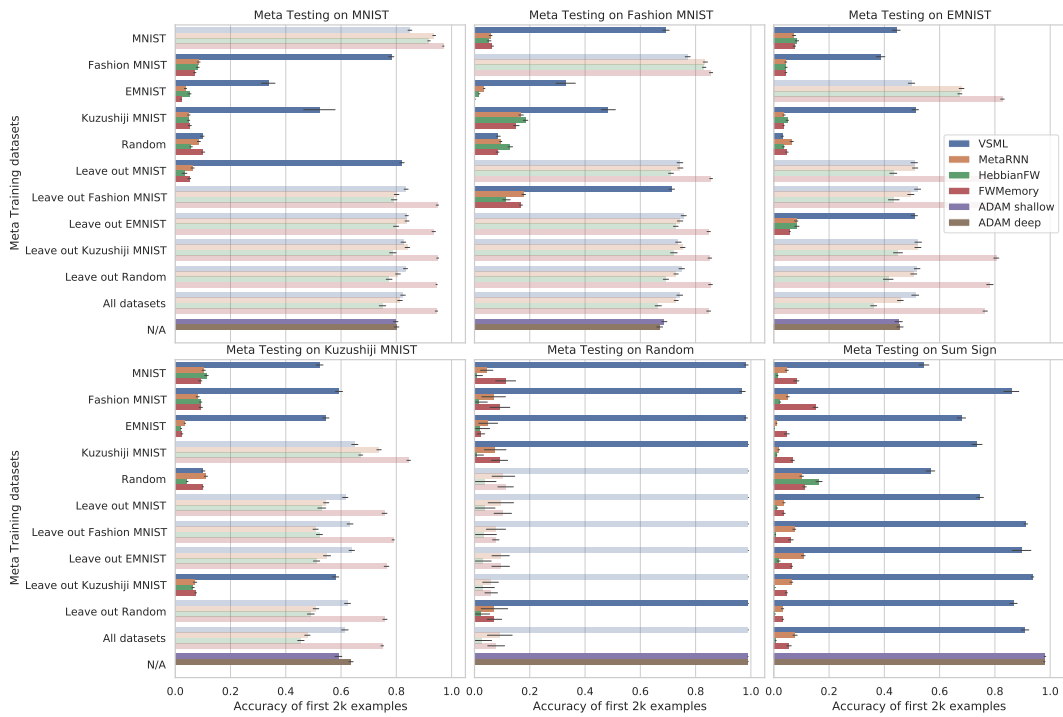 Meta Testing on MNIST
Meta Testing on Fashion MNIST
Meta Testing on EMNIST
Meta Training datasets
MNIST
Fashion MNIST
EMNIST
Kuzushiji MNIST
Random
Leave out MNIST
Leave out Fashion MNIST
Leave out EMNIST
Leave out Kuzushiji MNIST
Leave out Random
All datasets
N/A
VSML
MetaRNN
HebbianFW
FWMemory
ADAM shallow
ADAM deep
Meta Testing on Kuzushiji MNIST
Meta Testing on Random
Meta Testing on Sum Sign
Meta Training datasets
MNIST
Fashion MNIST
EMNIST
Kuzushiji MNIST
Random
Leave out MNIST
Leave out Fashion MNIST
Leave out EMNIST
Leave out Kuzushiji MNIST
Leave out Random
All datasets
N/A
0.0 0.2 0.4 0.6 0.8 1.0
0.0 0.2 0.4 0.6 0.8 1.0
0.0 0.2 0.4 0.6 0.8 1.0
Accuracy of first 2k examples
Accuracy of first 2k examples
Accuracy of first 2k examples